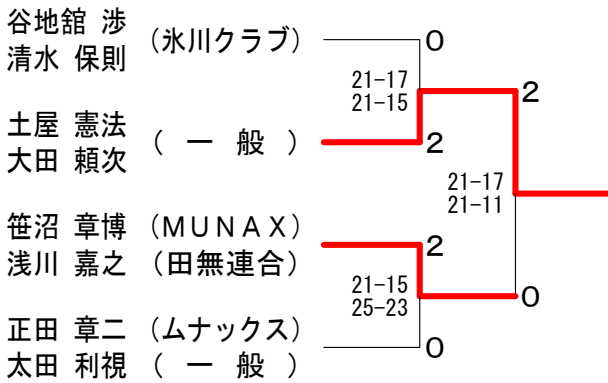 谷地舘 渉 (氷川クラブ) 0
清水 保則
21-17
21-15
2
土屋 憲法 ( 一 般 ) 2
大田 頼次
21-17
21-11
笹沼 章博 (MUNAX) 2
浅川 嘉之 (田無連合)
21-15
25-23
0
正田 章二 (ムナックス) 0
太田 利視 ( 一 般 )